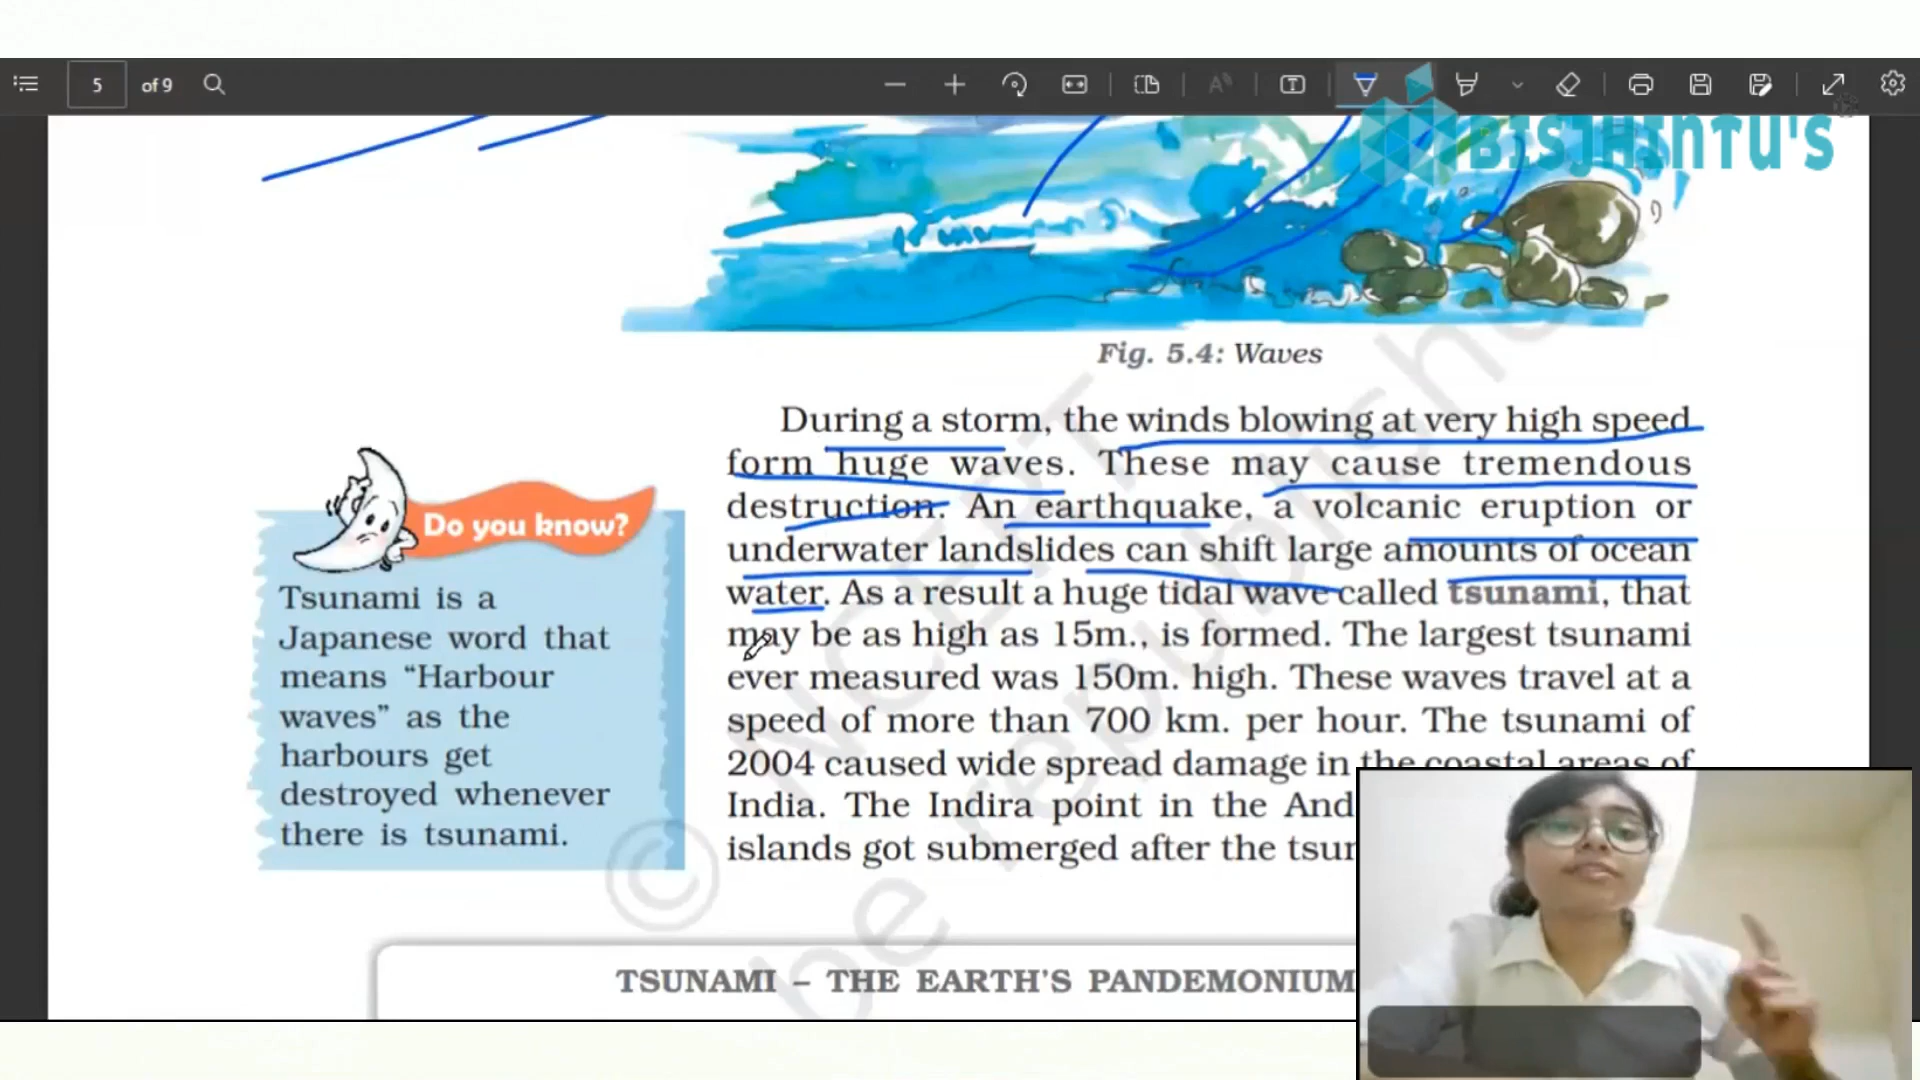 5 of 9
BISJHINTU'S
Fig. 5.4: Waves
During a storm, the winds blowing at very high speed
form huge waves. These may cause tremendous
destruction. An earthquake, a volcanic eruption or
underwater landslides can shift large amounts of ocean
water. As a result a huge tidal wave called tsunami, that
may be as high as 15m., is formed. The largest tsunami
ever measured was 150m. high. These waves travel at a
speed of more than 700 km. per hour. The tsunami of
2004 caused wide spread damage in the coastal areas of
India. The Indira point in the And
islands got submerged after the tsun
Do you know?
Tsunami is a
Japanese word that
means “Harbour
waves” as the
harbours get
destroyed whenever
there is tsunami.
TSUNAMI – THE EARTH'S PANDEMONIUM
© NCERT
be republished